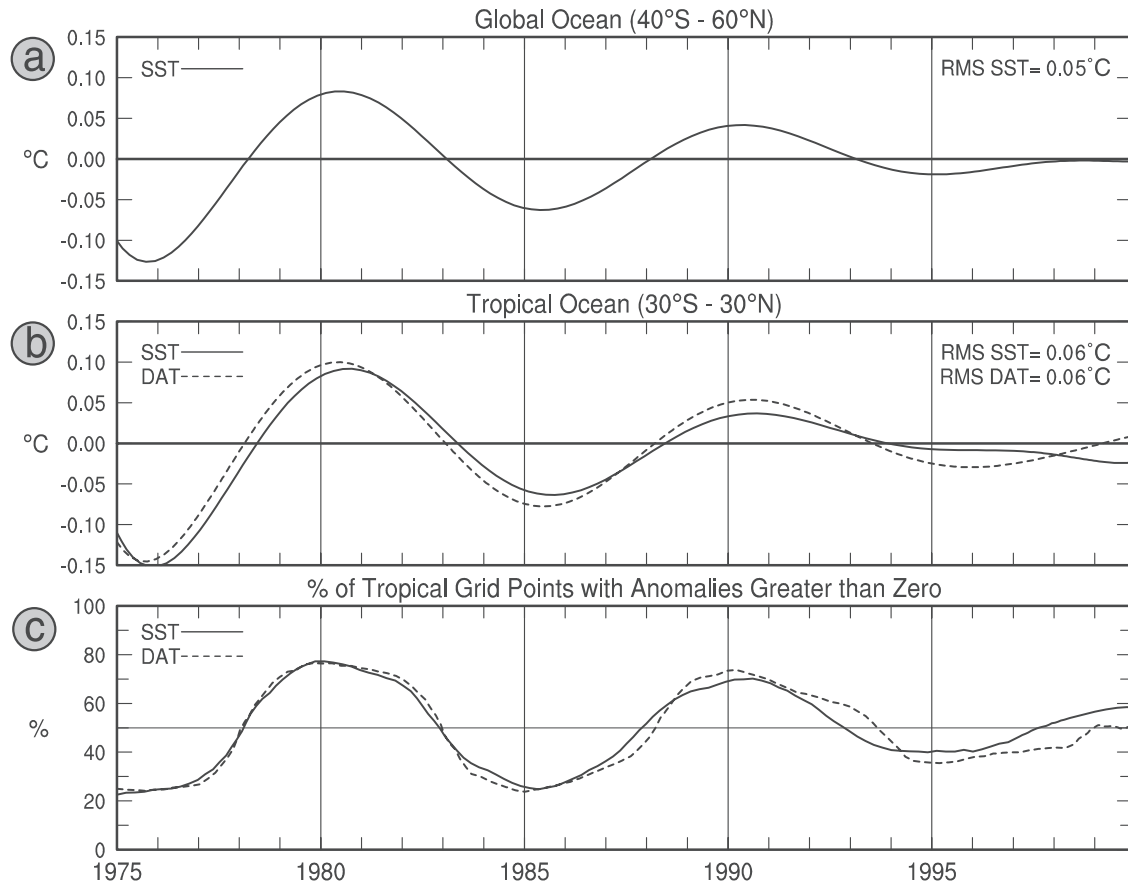 Global Ocean (40°S - 60°N)
a
0.15
0.10
0.05
0.00
-0.05
-0.10
-0.15
°C
SST
RMS SST= 0.05°C
Tropical Ocean (30°S - 30°N)
b
0.15
0.10
0.05
0.00
-0.05
-0.10
-0.15
°C
SST
DAT
RMS SST= 0.06°C
RMS DAT= 0.06°C
% of Tropical Grid Points with Anomalies Greater than Zero
c
100
80
60
40
20
0
%
SST
DAT
1975 1980 1985 1990 1995